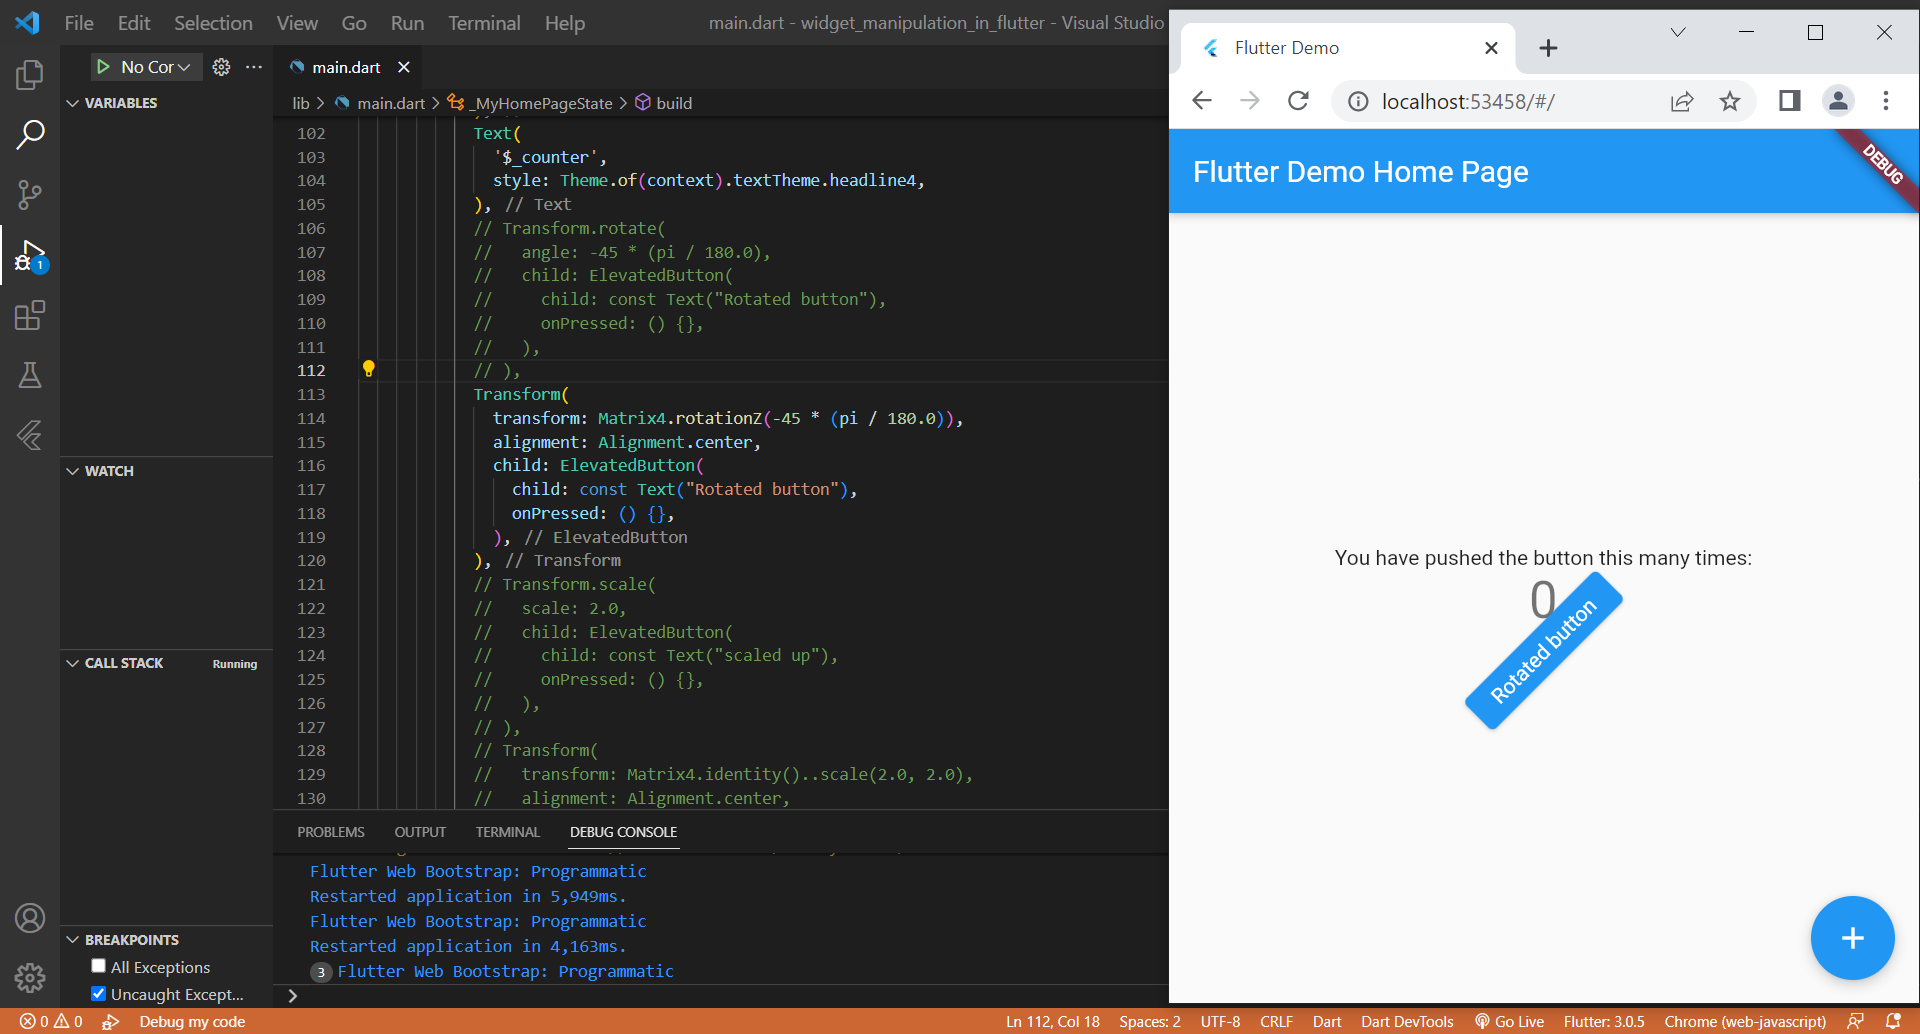 File Edit Selection View Go Run Terminal Help
main.dart - widget_manipulation_in_flutter - Visual Studio
No Cor
main.dart
lib > main.dart > _MyHomePageState > build
VARIABLES
WATCH
CALL STACK
Running
BREAKPOINTS
All Exceptions
Uncaught Except...
1
102 Text(
103 '$_counter',
104 style: Theme.of(context).textTheme.headline4,
105 ), // Text
106 // Transform.rotate(
107 //   angle: -45 * (pi / 180.0),
108 //   child: ElevatedButton(
109 //     child: const Text("Rotated button"),
110 //     onPressed: () {},
111 //   ),
112 // ),
113 Transform(
114 transform: Matrix4.rotationZ(-45 * (pi / 180.0)),
115 alignment: Alignment.center,
116 child: ElevatedButton(
117 child: const Text("Rotated button"),
118 onPressed: () {},
119 ), // ElevatedButton
120 ), // Transform
121 // Transform.scale(
122 //   scale: 2.0,
123 //   child: ElevatedButton(
124 //     child: const Text("scaled up"),
125 //     onPressed: () {},
126 //   ),
127 // ),
128 // Transform(
129 //   transform: Matrix4.identity()..scale(2.0, 2.0),
130 //   alignment: Alignment.center,
PROBLEMS OUTPUT TERMINAL DEBUG CONSOLE
Flutter Web Bootstrap: Programmatic
Restarted application in 5,949ms.
Flutter Web Bootstrap: Programmatic
Restarted application in 4,163ms.
3 Flutter Web Bootstrap: Programmatic
Flutter Demo
localhost:53458/#/
Flutter Demo Home Page
DEBUG
You have pushed the button this many times:
0
Rotated button
0 0 Debug my code
Ln 112, Col 18 Spaces: 2 UTF-8 CRLF Dart Dart DevTools Go Live Flutter: 3.0.5 Chrome (web-javascript)